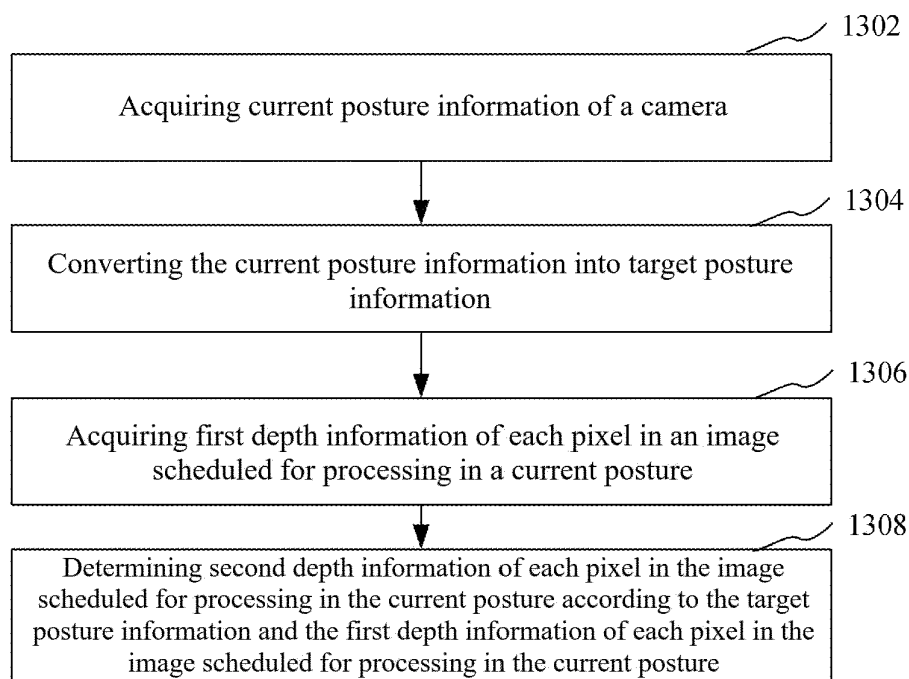 1302
Acquiring current posture information of a camera
1304
Converting the current posture information into target posture
information
1306
Acquiring first depth information of each pixel in an image
scheduled for processing in a current posture
1308
Determining second depth information of each pixel in the image
scheduled for processing in the current posture according to the target
posture information and the first depth information of each pixel in the
image scheduled for processing in the current posture